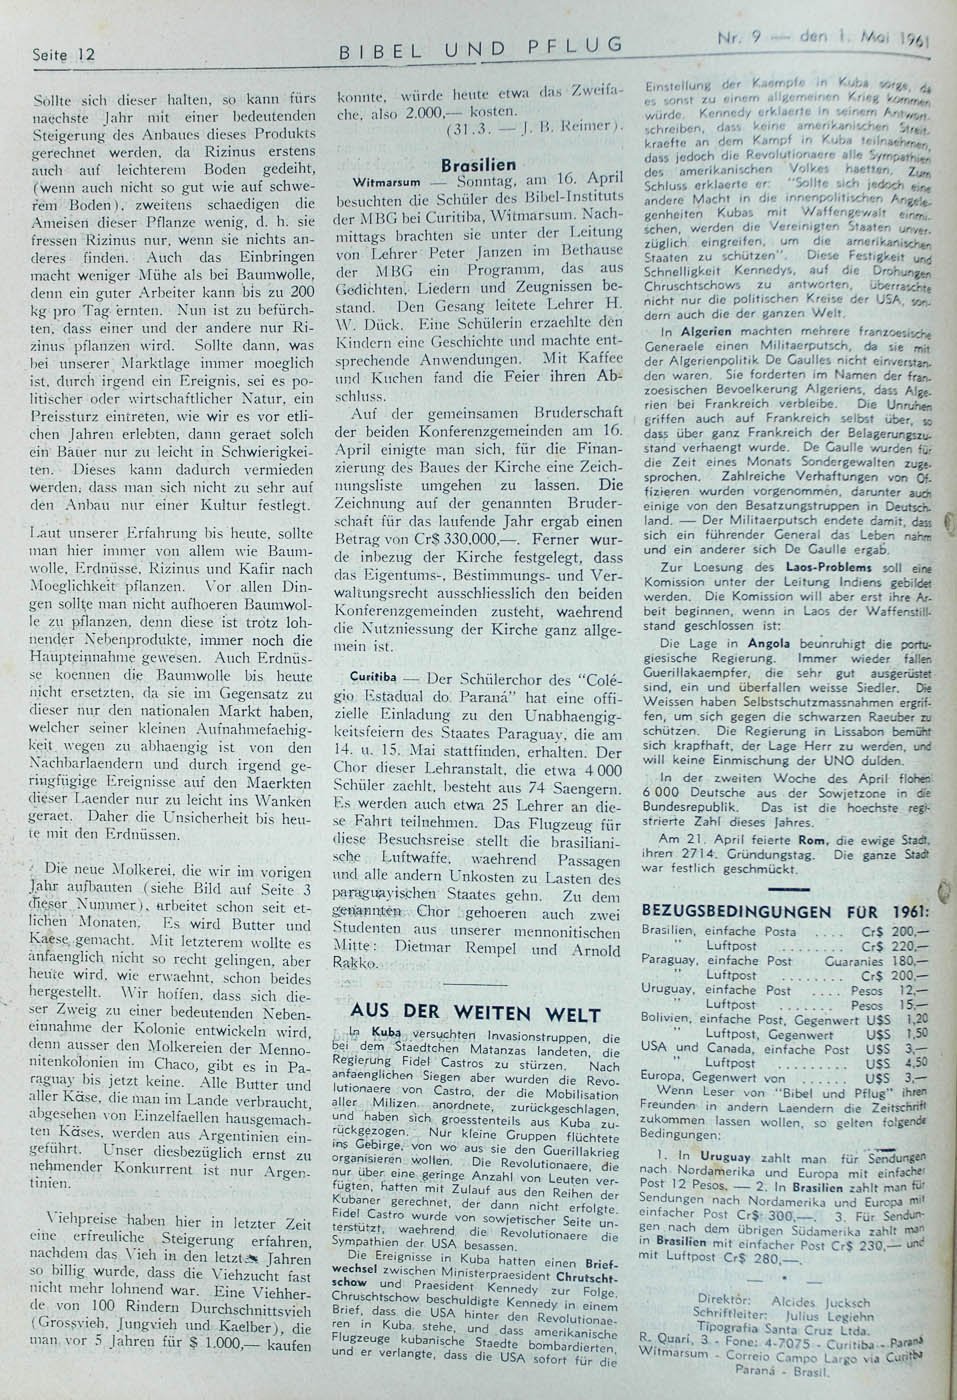 Seite 12
BIBEL UND PFLUG
Nr. 9 — den 1. Mai 1961
Sollte sich dieser halten, so kann fürs
naechste Jahr mit einer bedeutenden
Steigerung des Anbaues dieses Produkts
gerechnet werden, da Rizinus erstens
auch auf leichterem Boden gedeiht,
(wenn auch nicht so gut wie auf schwe-
rem Boden), zweitens schaedigen die
Ameisen dieser Pflanze wenig, d. h. sie
fressen Rizinus nur, wenn sie nichts an-
deres finden. Auch das Einbringen
macht weniger Mühe als bei Baumwolle,
denn ein guter Arbeiter kann bis zu 200
kg pro Tag ernten. Nun ist zu befürch-
ten, dass einer und der andere nur Ri-
zinus pflanzen wird. Sollte dann, was
bei unserer Marktlage immer moeglich
ist, durch irgend ein Ereignis, sei es po-
litischer oder wirtschaftlicher Natur, ein
Preissturz eintreten, wie wir es vor etli-
chen Jahren erlebten, dann geraet solch
ein Bauer nur zu leicht in Schwierigkei-
ten. Dieses kann dadurch vermieden
werden, dass man sich nicht zu sehr auf
den Anbau nur einer Kultur festlegt.
Laut unserer Erfahrung bis heute, sollte
man hier immer von allem wie Baum-
wolle, Erdnüsse, Rizinus und Kafir nach
Moeglichkeit pflanzen. Vor allen Din-
gen sollte man nicht aufhoeren Baumwol-
le zu pflanzen, denn diese ist trotz loh-
nender Nebenprodukte, immer noch die
Haupteinnahme gewesen. Auch Erdnüs-
se koennen die Baumwolle bis heute
nicht ersetzten, da sie im Gegensatz zu
dieser nur den nationalen Markt haben,
welcher seiner kleinen Aufnahmefaehig-
keit wegen zu abhaengig ist von den
Nachbarlaendern und durch irgend ge-
ringfügige Ereignisse auf den Maerkten
dieser Laender nur zu leicht ins Wanken
geraet. Daher die Unsicherheit bis heu-
te mit den Erdnüssen.
Die neue Molkerei, die wir im vorigen
Jahr aufbauten (siehe Bild auf Seite 3
dieser Nummer), arbeitet schon seit et-
lichen Monaten. Es wird Butter und
Kaese gemacht. Mit letzterem wollte es
anfaenglich nicht so recht gelingen, aber
heute wird, wie erwaehnt, schon beides
hergestellt. Wir hoffen, dass sich die-
ser Zweig zu einer bedeutenden Neben-
einnahme der Kolonie entwickeln wird,
denn ausser den Molkereien der Menno-
nitenkolonien im Chaco, gibt es in Pa-
raguay bis jetzt keine. Alle Butter und
aller Käse, die man im Lande verbraucht,
abgesehen von Einzelfaellen hausgemach-
ten Käses, werden aus Argentinien ein-
geführt. Unser diesbezüglich ernst zu
nehmender Konkurrent ist nur Argen-
tinien.
Viehpreise haben hier in letzter Zeit
eine erfreuliche Steigerung erfahren,
nachdem das Vieh in den letzten Jahren
so billig wurde, dass die Viehzucht fast
nicht mehr lohnend war. Eine Viehher-
de von 100 Rindern Durchschnittsvieh
(Grossvieh, Jungvieh und Kaelber), die
man vor 5 Jahren für $ 1.000,— kaufen
konnte, würde heute etwa das Zweifa-
che, also 2.000,— kosten.
(31.3. — J. B. Reimer).
Brasilien
Witmarsum — Sonntag, am 16. April
besuchten die Schüler des Bibel-Instituts
der MBG bei Curitiba, Witmarsum. Nach-
mittags brachten sie unter der Leitung
von Lehrer Peter Janzen im Bethause
der MBG ein Programm, das aus
Gedichten, Liedern und Zeugnissen be-
stand. Den Gesang leitete Lehrer H.
W. Dück. Eine Schülerin erzaehlte den
Kindern eine Geschichte und machte ent-
sprechende Anwendungen. Mit Kaffee
und Kuchen fand die Feier ihren Ab-
schluss.
Auf der gemeinsamen Bruderschaft
der beiden Konferenzgemeinden am 16.
April einigte man sich, für die Finan-
zierung des Baues der Kirche eine Zeich-
nungsliste umgehen zu lassen. Die
Zeichnung auf der genannten Bruder-
schaft für das laufende Jahr ergab einen
Betrag von Cr$ 330,000,—. Ferner wur-
de inbezug der Kirche festgelegt, dass
das Eigentums-, Bestimmungs- und Ver-
waltungsrecht ausschliesslich den beiden
Konferenzgemeinden zusteht, waehrend
die Nutzniessung der Kirche ganz allge-
mein ist.
Curitiba — Der Schülerchor des "Colé-
gio Estadual do Paraná" hat eine offi-
zielle Einladung zu den Unabhaengig-
keitsfeiern des Staates Paraguay, die am
14. u. 15. Mai stattfinden, erhalten. Der
Chor dieser Lehranstalt, die etwa 4 000
Schüler zaehlt, besteht aus 74 Saengern.
Es werden auch etwa 25 Lehrer an die-
se Fahrt teilnehmen. Das Flugzeug für
diese Besuchsreise stellt die brasiliani-
sche Luftwaffe, waehrend Passagen
und alle andern Unkosten zu Lasten des
paraguayischen Staates gehn. Zu dem
genannten Chor gehoeren auch zwei
Studenten aus unserer mennonitischen
Mitte: Dietmar Rempel und Arnold
Rakko.
AUS DER WEITEN WELT
In Kuba versuchten Invasionstruppen, die
bei dem Staedtchen Matanzas landeten, die
Regierung Fidel Castros zu stürzen. Nach
anfaenglichen Siegen aber wurden die Revo-
lutionaere von Castro, der die Mobilisation
aller Milizen anordnete, zurückgeschlagen,
und haben sich groesstenteils aus Kuba zu-
rückgezogen. Nur kleine Gruppen flüchtete
ins Gebirge, von wo aus sie den Guerillakrieg
organisieren wollen. Die Revolutionaere, die
nur über eine geringe Anzahl von Leuten ver-
fügten, hatten mit Zulauf aus den Reihen der
Kubaner gerechnet, der dann nicht erfolgte.
Fidel Castro wurde von sowjetischer Seite un-
terstützt, waehrend die Revolutionaere die
Sympathien der USA besassen.
Die Ereignisse in Kuba hatten einen Brief-
wechsel zwischen Ministerpraesident Chrutscht-
schow und Praesident Kennedy zur Folge.
Chruschtschow beschuldigte Kennedy in einem
Brief, dass die USA hinter den Revolutionae-
ren in Kuba stehe, und dass amerikanische
Flugzeuge kubanische Staedte bombardierten,
und er verlangte, dass die USA sofort für die
Einstellung der Kaempfe in Kuba sorge, da
es sonst zu einem allgemeinen Krieg kommen
würde. Kennedy erklaerte in seinem Antwort-
schreiben, dass keine amerikanischen Streit-
kraefte an dem Kampf in Kuba teilnaehmen,
dass jedoch die Revolutionaere alle Sympathien
des amerikanischen Volkes haetten. Zum
Schluss erklaerte er: "Sollte sich jedoch eine
andere Macht in die innenpolitischen Angele-
genheiten Kubas mit Waffengewalt einmi-
schen, werden die Vereinigten Staaten unver-
züglich eingreifen, um die amerikanischen
Staaten zu schützen". Diese Festigkeit und
Schnelligkeit Kennedys, auf die Drohungen
Chruschtschows zu antworten, überraschte
nicht nur die politischen Kreise der USA, son-
dern auch die der ganzen Welt.
In Algerien machten mehrere franzoesische
Generaele einen Militaerputsch, da sie mit
der Algerienpolitik De Gaulles nicht einverstan-
den waren. Sie forderten im Namen der fran-
zoesischen Bevoelkerung Algeriens, dass Alge-
rien bei Frankreich verbleibe. Die Unruhen
griffen auch auf Frankreich selbst über, so
dass über ganz Frankreich der Belagerungszu-
stand verhaengt wurde. De Gaulle wurden für
die Zeit eines Monats Sondergewalten zuge-
sprochen. Zahlreiche Verhaftungen von Of-
fizieren wurden vorgenommen, darunter auch
einige von den Besatzungstruppen in Deutsch-
land. — Der Militaerputsch endete damit, dass
sich ein führender General das Leben nahm
und ein anderer sich De Gaulle ergab.
Zur Loesung des Laos-Problems soll eine
Komission unter der Leitung Indiens gebildet
werden. Die Komission will aber erst ihre Ar-
beit beginnen, wenn in Laos der Waffenstill-
stand geschlossen ist:
Die Lage in Angola beunruhigt die portu-
giesische Regierung. Immer wieder fallen
Guerillakaempfer, die sehr gut ausgerüstet
sind, ein und überfallen weisse Siedler. Die
Weissen haben Selbstschutzmassnahmen ergrif-
fen, um sich gegen die schwarzen Raeuber zu
schützen. Die Regierung in Lissabon bemüht
sich krapfhaft, der Lage Herr zu werden, und
will keine Einmischung der UNO dulden.
In der zweiten Woche des April flohen
6 000 Deutsche aus der Sowjetzone in die
Bundesrepublik. Das ist die hoechste regi-
strierte Zahl dieses Jahres.
Am 21. April feierte Rom, die ewige Stadt,
ihren 2714. Gründungstag. Die ganze Stadt
war festlich geschmückt.
BEZUGSBEDINGUNGEN FÜR 1961:
Brasilien, einfache Posta .... Cr$ 200,—
" Luftpost ........ Cr$ 220,—
Paraguay, einfache Post Guaranies 180,—
" Luftpost ....... Cr$ 200,—
Uruguay, einfache Post .... Pesos 12,—
" Luftpost ........ Pesos 15,—
Bolivien, einfache Post, Gegenwert U$S 1,20
" Luftpost, Gegenwert U$S 1,50
USA und Canada, einfache Post U$S 3,—
" Luftpost ........ U$S 4,50
Europa, Gegenwert von ...... U$S 3,—
Wenn Leser von "Bibel und Pflug" ihren
Freunden in andern Laendern die Zeitschrift
zukommen lassen wollen, so gelten folgende
Bedingungen:
1. In Uruguay zahlt man für Sendungen
nach Nordamerika und Europa mit einfacher
Post 12 Pesos. — 2. In Brasilien zahlt man für
Sendungen nach Nordamerika und Europa mit
einfacher Post Cr$ 300,—. 3. Für Sendun-
gen nach dem übrigen Südamerika zahlt man
in Brasilien mit einfacher Post Cr$ 230,— und
mit Luftpost Cr$ 280,—.
— * —
Direktor: Alcides Jucksch
Schriftleiter: Julius Legiehn
Tipografia Santa Cruz Ltda.
R. Quari, 3 - Fone: 4-7075 - Curitiba - Paraná
Witmarsum - Correio Campo Largo via Curitiba
Paraná - Brasil.